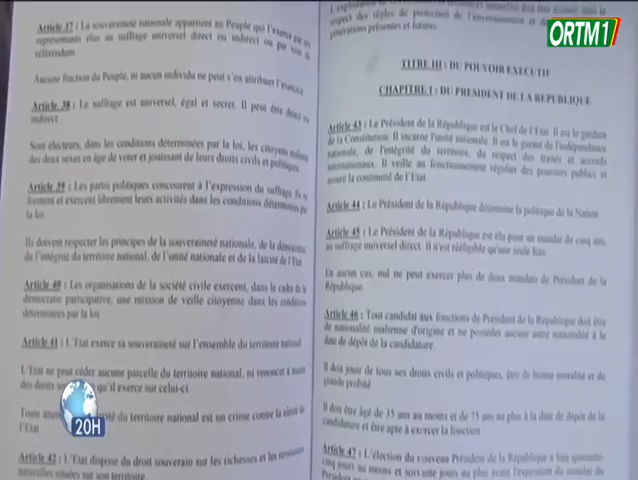 Article 37 : La souveraineté nationale appartient au Peuple qui l'exerce par ses
représentants élus au suffrage universel direct ou indirect ou par voie de
référendum
Aucune fraction du Peuple, ni aucun individu ne peut s'en attribuer l'exercice
Article 38 : Le suffrage est universel, égal et secret. Il peut être direct ou
indirect
Sont électeurs, dans les conditions déterminées par la loi, les citoyens maliens
des deux sexes en âge de voter et jouissant de leurs droits civils et politiques.
Article 39 : Les partis politiques concourent à l'expression du suffrage. Ils se
forment et exercent librement leurs activités dans les conditions déterminées par
la loi
Ils doivent respecter les principes de la souveraineté nationale, de la démocratie,
de l'intégrité du territoire national, de l'unité nationale et de la laïcité de l'Etat
Article 40 : Les organisations de la société civile exercent, dans le cadre de la
démocratie participative, une mission de veille citoyenne dans les conditions
déterminées par la loi
Article 41 : L'Etat exerce sa souveraineté sur l'ensemble du territoire national
L'Etat ne peut céder aucune parcelle du territoire national, ni renoncer à
des droits qu'il exerce sur celui-ci.
Toute du territoire national est un crime contre la sûreté de
l'Etat
Article 42 : L'Etat dispose du droit souverain sur les richesses et les ressources
naturelles situées sur son territoire.
20H
ORTM1
respect des règles de protection de l'environnement et
générations présentes et futures
TITRE III : DU POUVOIR EXECUTIF
CHAPITRE I : DU PRESIDENT DE LA REPUBLIQUE
Article 43 : Le Président de la République est le Chef de l'Etat. Il est le gardien
de la Constitution. Il incarne l'unité nationale. Il est le garant de l'indépendance
nationale, de l'intégrité du territoire, du respect des traités et accords
internationaux. Il veille au fonctionnement régulier des pouvoirs publics et
assure la continuité de l'Etat.
Article 44 : Le Président de la République détermine la politique de la Nation
Article 45 : Le Président de la République est élu pour un mandat de cinq ans,
au suffrage universel direct. Il n'est rééligible qu'une seule fois
En aucun cas, nul ne peut exercer plus de deux mandats de Président de la
République.
Article 46 : Tout candidat aux fonctions de Président de la République doit être
de nationalité malienne d'origine et ne posséder aucune autre nationalité à la
date de dépôt de la candidature.
Il doit jouir de tous ses droits civils et politiques, être de bonne moralité et de
grande probité
Il doit être âgé de 35 ans au moins et de 75 ans au plus à la date de dépôt de la
candidature et être apte à exercer la fonction
Article 47 : L'élection du nouveau Président de la République a lieu quarante-
cinq jours au moins et soixante jours au plus avant l'expiration du mandat du